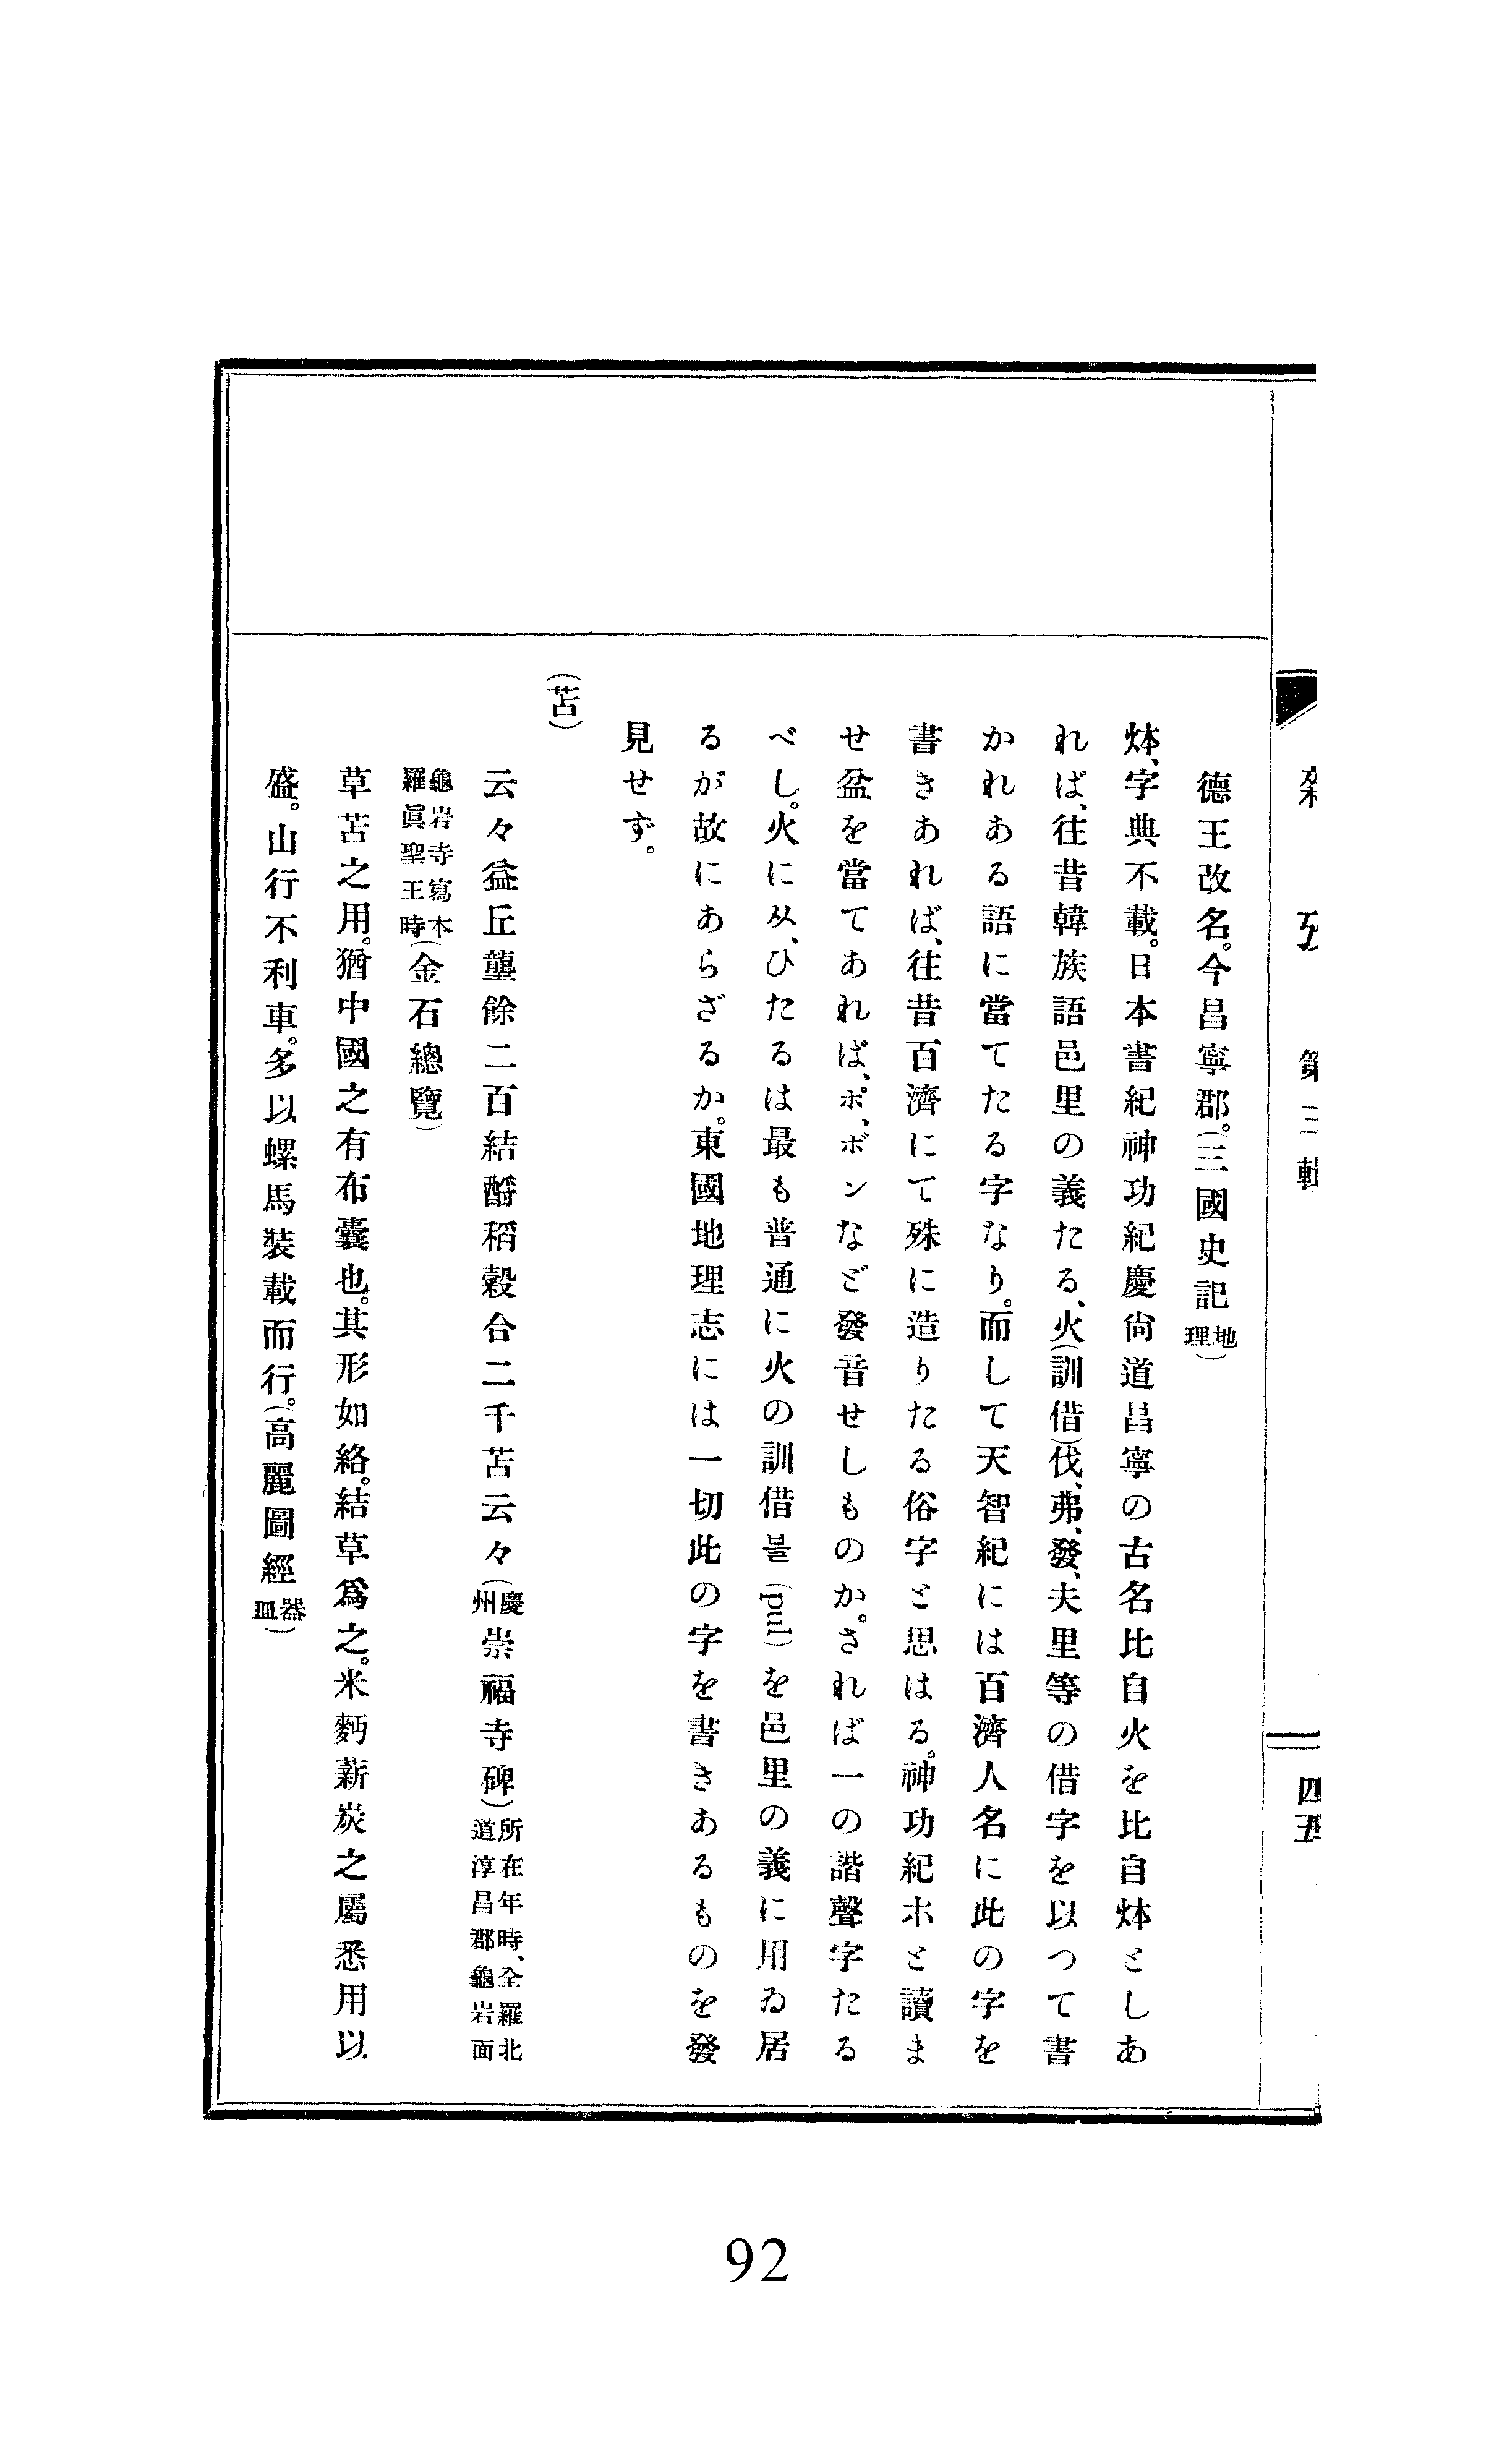 第三輯
四五
德王改名。今昌寧郡。(三國史記地理)
㶱、字典不載。日本書紀神功紀慶尙道昌寧の古名比自火を比自㶱としあ
れば、往昔韓族語邑里の義たる、火(訓借)伐、弗、發、夫里等の借字を以つて書
かれある語に當てたる字なり。而して天智紀には百濟人名に此の字を
書きあれば、往昔百濟にて殊に造りたる俗字と思はる。神功紀ホと讀ま
せ盆を當てあれば、ポ、ボンなど發音せしものか。されば一の諧聲字たる
べし。火に从、ひたるは最も普通に火の訓借블(pul)を邑里の義に用ゐ居
るが故にあらざるか。東國地理志には一切此の字を書きあるものを發
見せず。
(苫)
云々益丘壟餘二百結酧稻穀合二千苫云々(慶州崇福寺碑)所在年時、全羅北道淳昌郡龜岩面
龜岩寺寫本羅眞聖王時(金石總覽)
草苫之用。猶中國之有布囊也。其形如絡。結草爲之。米麪薪炭之屬悉用以
盛。山行不利車。多以螺馬裝載而行。(高麗圖經器皿)
92